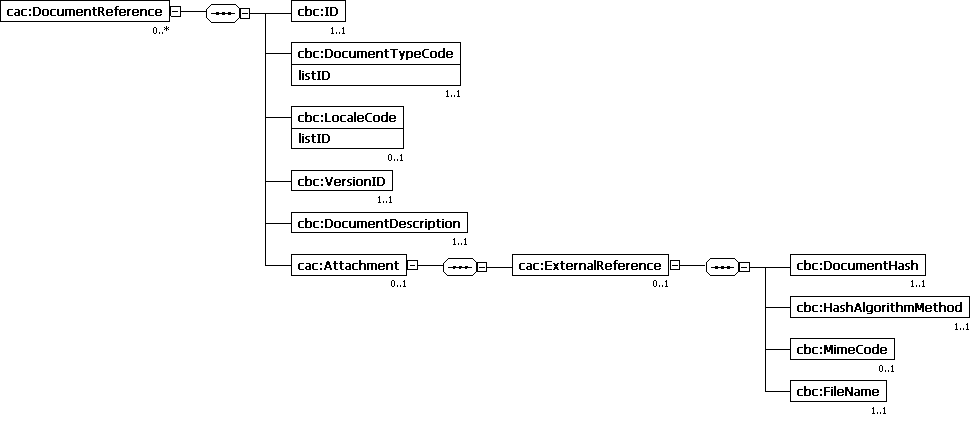 cac:DocumentReference
0..*
cbc:ID
1..1
cbc:DocumentTypeCode
listID
1..1
cbc:LocaleCode
listID
0..1
cbc:VersionID
1..1
cbc:DocumentDescription
1..1
cac:Attachment
0..1
cac:ExternalReference
0..1
cbc:DocumentHash
1..1
cbc:HashAlgorithmMethod
1..1
cbc:MimeCode
0..1
cbc:FileName
1..1